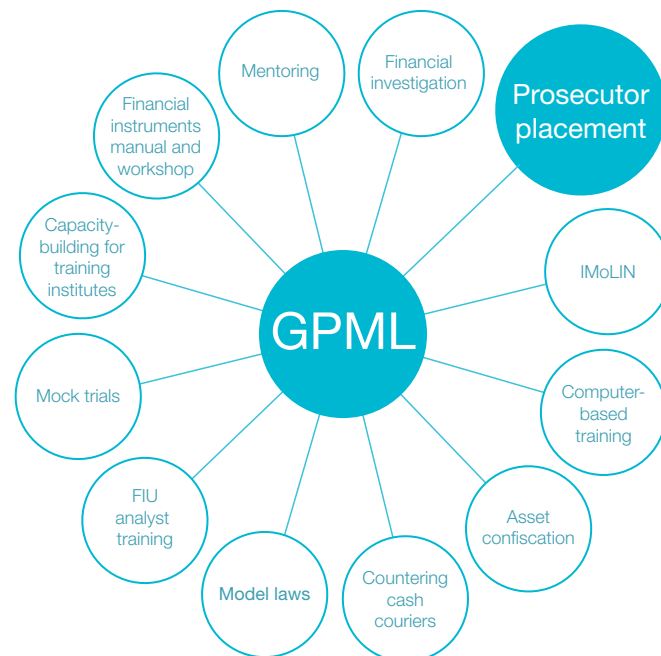 Mentoring
Financial
investigation
Prosecutor
placement
Financial
instruments
manual and
workshop
Capacity-
building for
training
institutes
IMoLIN
GPML
Mock trials
Computer-
based
training
FIU
analyst
training
Asset
confiscation
Model laws
Countering
cash
couriers